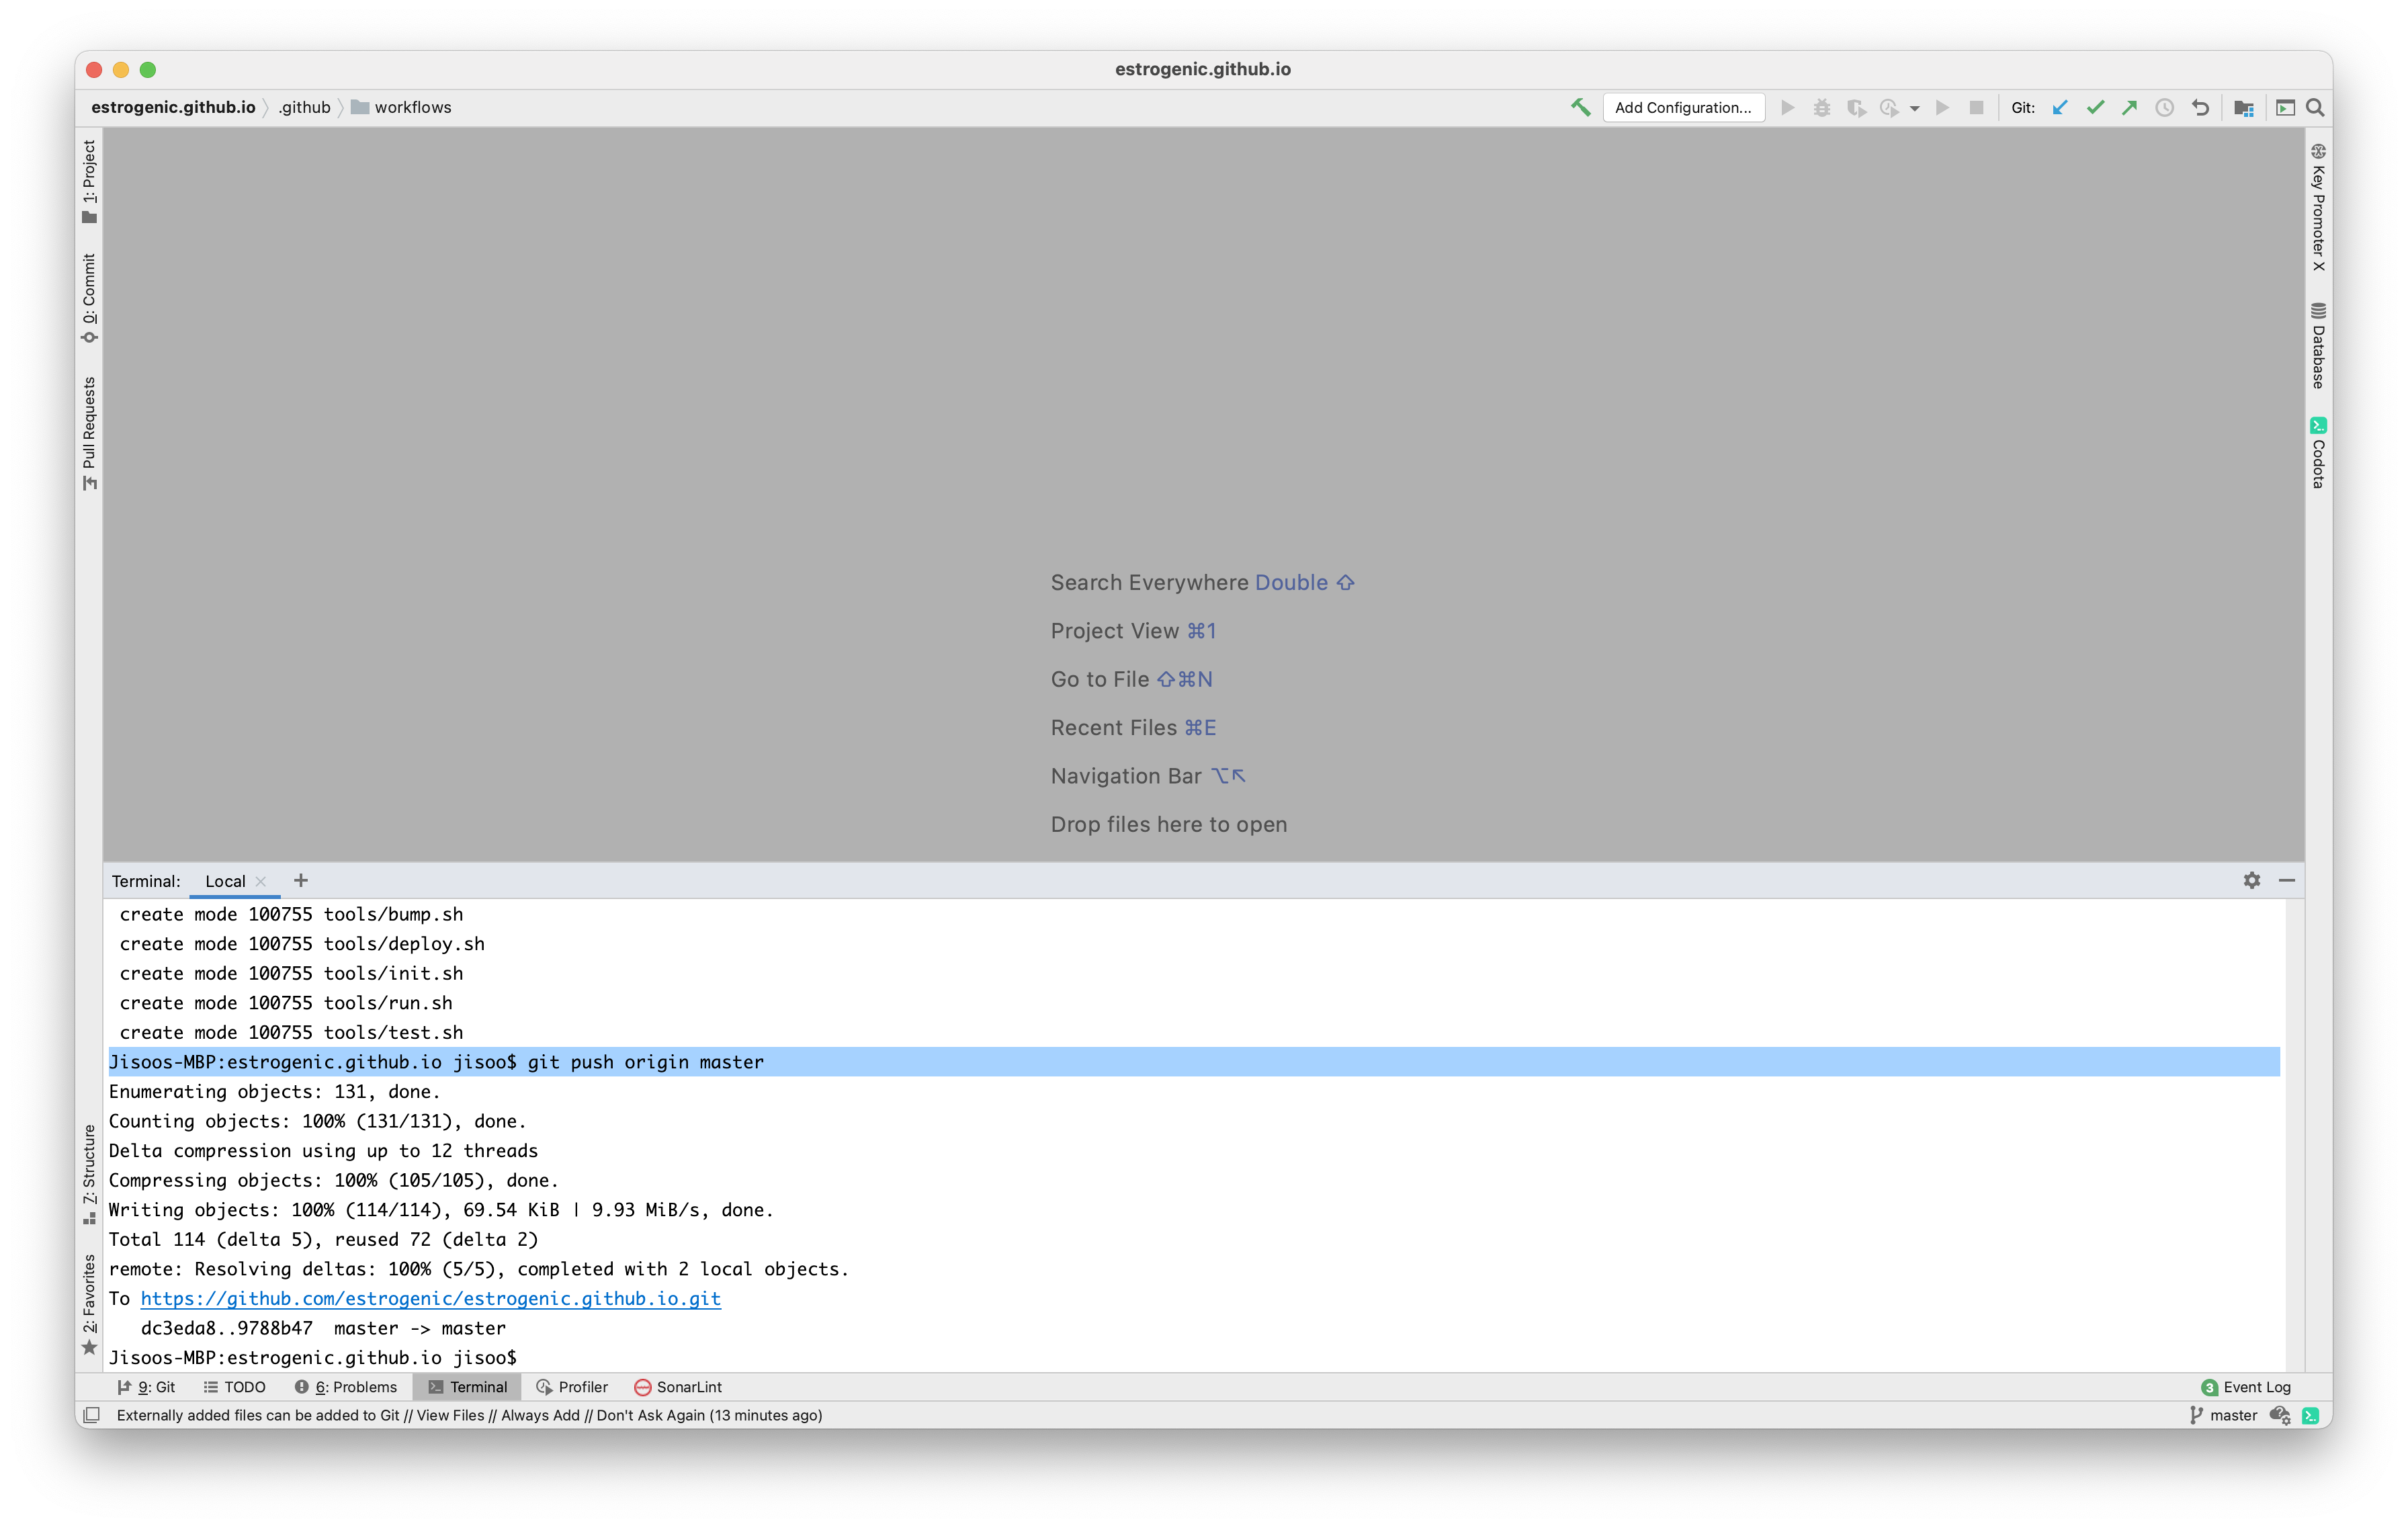 estrogenic.github.io
estrogenic.github.io .github workflows
Add Configuration...
Git:
1: Project
0: Commit
Pull Requests
7: Structure
2: Favorites
Key Promoter X
Database
Codota
Search Everywhere Double ⇧
Project View ⌘1
Go to File ⇧⌘N
Recent Files ⌘E
Navigation Bar ⌥↖
Drop files here to open
Terminal: Local
create mode 100755 tools/bump.sh
create mode 100755 tools/deploy.sh
create mode 100755 tools/init.sh
create mode 100755 tools/run.sh
create mode 100755 tools/test.sh
Jisoos-MBP:estrogenic.github.io jisoo$ git push origin master
Enumerating objects: 131, done.
Counting objects: 100% (131/131), done.
Delta compression using up to 12 threads
Compressing objects: 100% (105/105), done.
Writing objects: 100% (114/114), 69.54 KiB | 9.93 MiB/s, done.
Total 114 (delta 5), reused 72 (delta 2)
remote: Resolving deltas: 100% (5/5), completed with 2 local objects.
To https://github.com/estrogenic/estrogenic.github.io.git
dc3eda8..9788b47  master -> master
Jisoos-MBP:estrogenic.github.io jisoo$
9: Git TODO 6: Problems Terminal Profiler SonarLint 3 Event Log
Externally added files can be added to Git // View Files // Always Add // Don't Ask Again (13 minutes ago) master